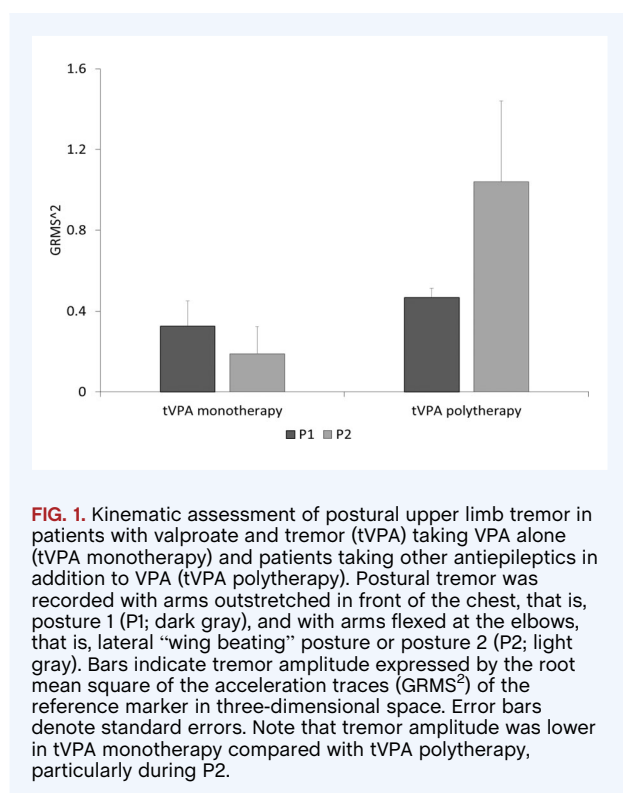 1.6
1.2
0.8
0.4
0
GRMS^2
tVPA monotherapy
tVPA polytherapy
P1 P2
FIG. 1. Kinematic assessment of postural upper limb tremor in
patients with valproate and tremor (tVPA) taking VPA alone
(tVPA monotherapy) and patients taking other antiepileptics in
addition to VPA (tVPA polytherapy). Postural tremor was
recorded with arms outstretched in front of the chest, that is,
posture 1 (P1; dark gray), and with arms flexed at the elbows,
that is, lateral “wing beating” posture or posture 2 (P2; light
gray). Bars indicate tremor amplitude expressed by the root
mean square of the acceleration traces (GRMS²) of the
reference marker in three-dimensional space. Error bars
denote standard errors. Note that tremor amplitude was lower
in tVPA monotherapy compared with tVPA polytherapy,
particularly during P2.